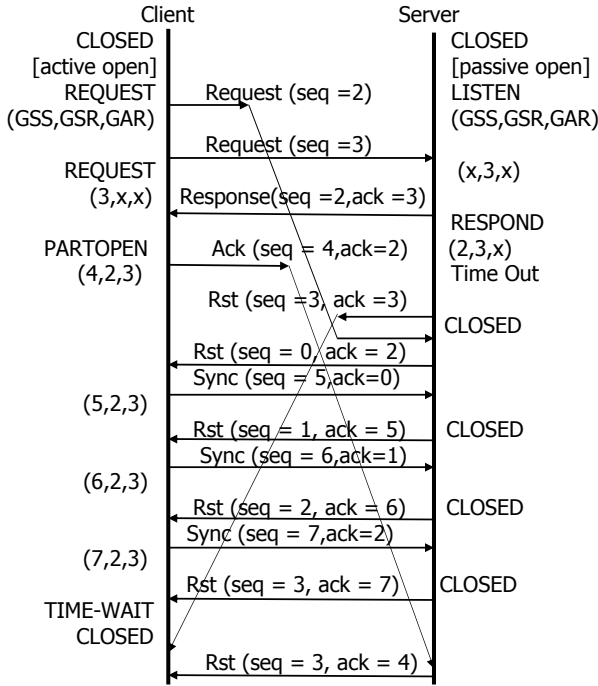 Client Server
CLOSED CLOSED
[active open] [passive open]
REQUEST Request (seq =2) LISTEN
(GSS,GSR,GAR) (GSS,GSR,GAR)
Request (seq =3)
REQUEST (x,3,x)
(3,x,x) Response(seq =2,ack =3)
RESPOND
PARTOPEN Ack (seq = 4,ack=2) (2,3,x)
(4,2,3) Time Out
Rst (seq =3, ack =3)
CLOSED
Rst (seq = 0, ack = 2)
Sync (seq = 5,ack=0)
(5,2,3)
Rst (seq = 1, ack = 5) CLOSED
Sync (seq = 6,ack=1)
(6,2,3)
Rst (seq = 2, ack = 6) CLOSED
Sync (seq = 7,ack=2)
(7,2,3)
Rst (seq = 3, ack = 7) CLOSED
TIME-WAIT
CLOSED
Rst (seq = 3, ack = 4)